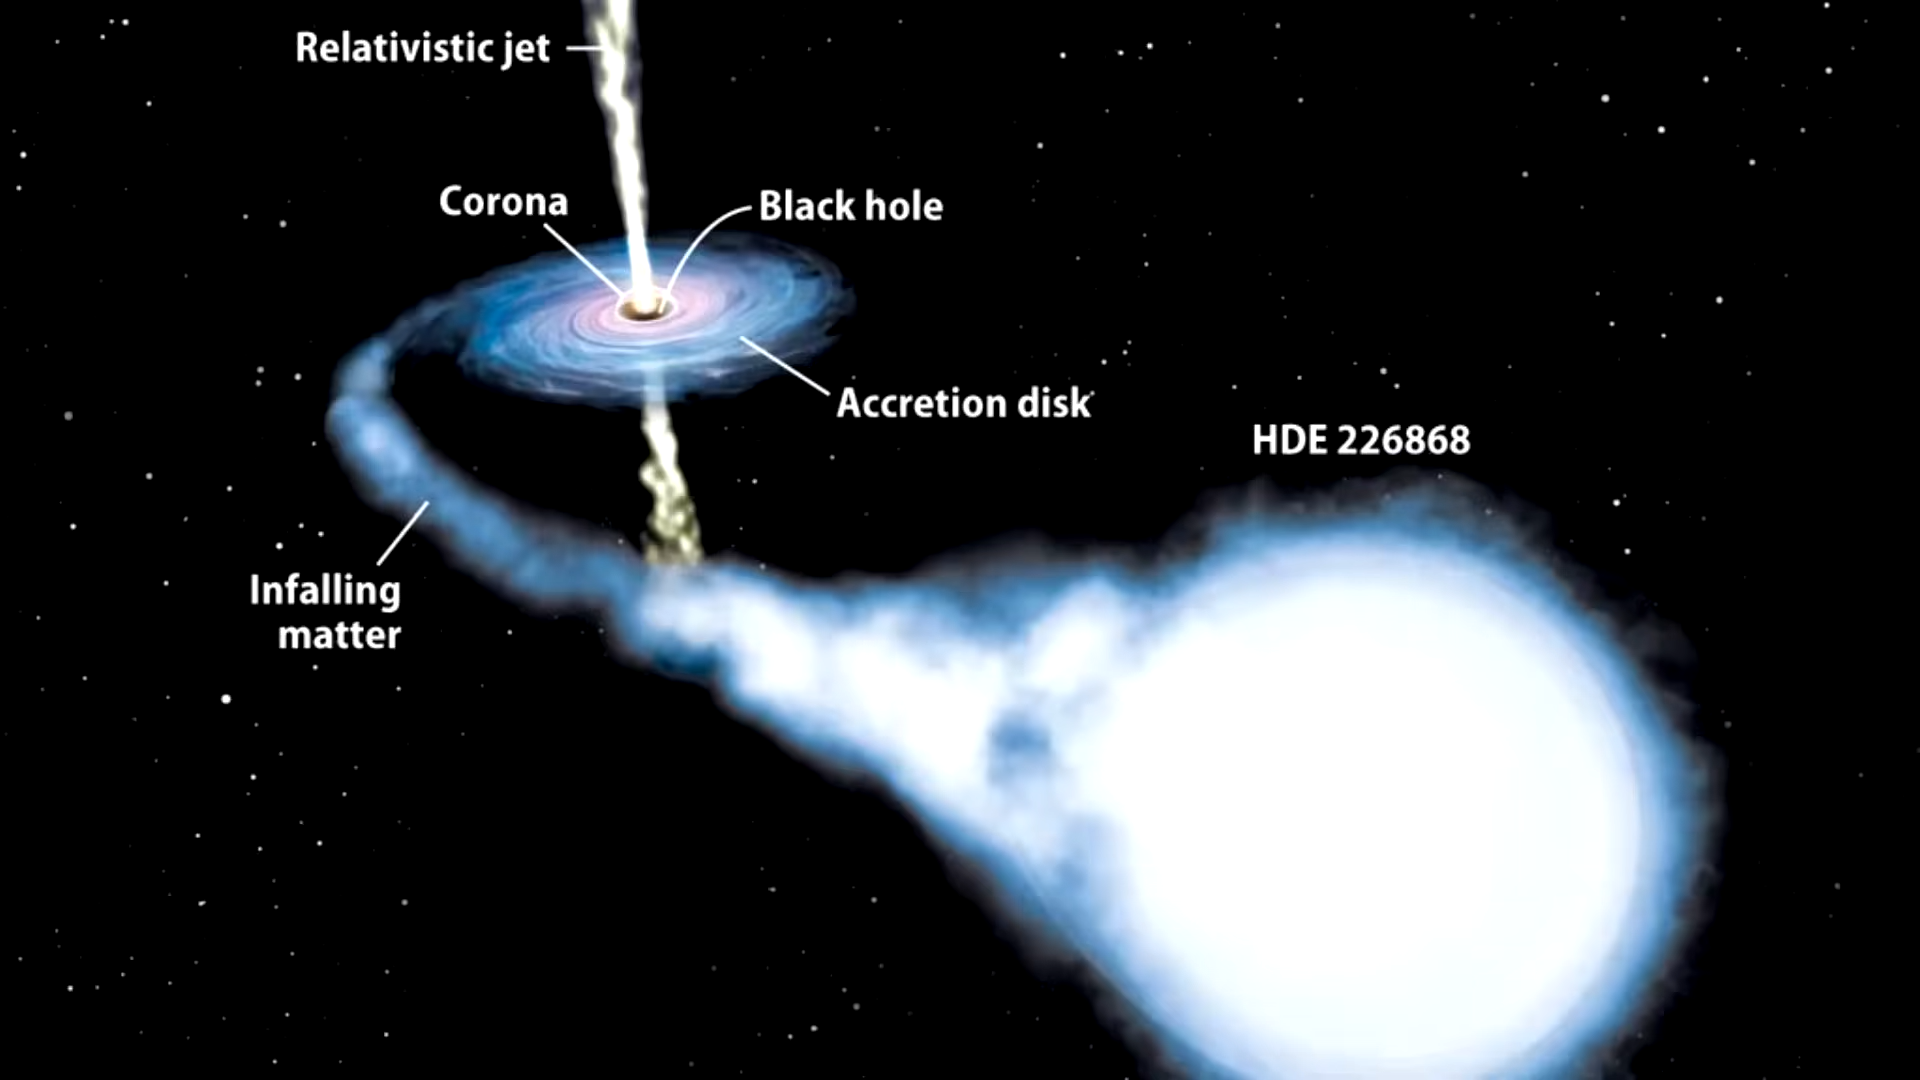 Relativistic jet
Corona
Black hole
Accretion disk
HDE 226868
Infalling
matter